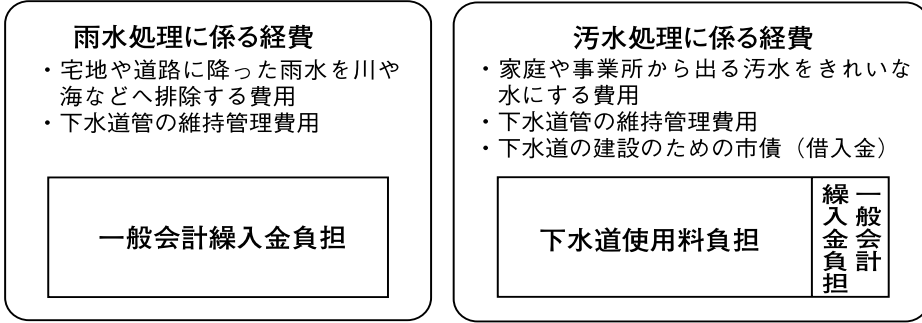 雨水処理に係る経費
・宅地や道路に降った雨水を川や
海などへ排除する費用
・下水道管の維持管理費用
一般会計繰入金負担
汚水処理に係る経費
・家庭や事業所から出る汚水をきれいな
水にする費用
・下水道管の維持管理費用
・下水道の建設のための市債（借入金）
下水道使用料負担
一般会計
繰入金負担